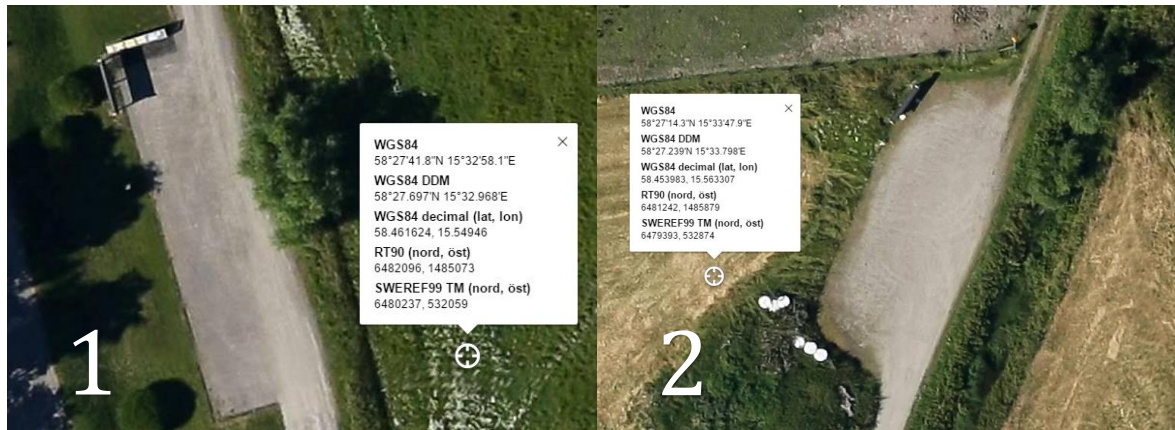 WGS84
58°27'41.8"N 15°32'58.1"E
WGS84 DDM
58°27.697'N 15°32.968'E
WGS84 decimal (lat, lon)
58.461624, 15.54946
RT90 (nord, öst)
6482096, 1485073
SWEREF99 TM (nord, öst)
6480237, 532059
1
WGS84
58°27'14.3"N 15°33'47.9"E
WGS84 DDM
58°27.239'N 15°33.798'E
WGS84 decimal (lat, lon)
58.453983, 15.563307
RT90 (nord, öst)
6481242, 1485879
SWEREF99 TM (nord, öst)
6479393, 532874
2